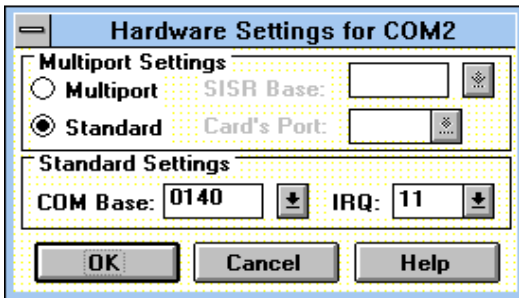 Hardware Settings for COM2
Multiport Settings
Multiport SISR Base:
Standard Card's Port:
Standard Settings
COM Base: 0140 IRQ: 11
OK Cancel Help